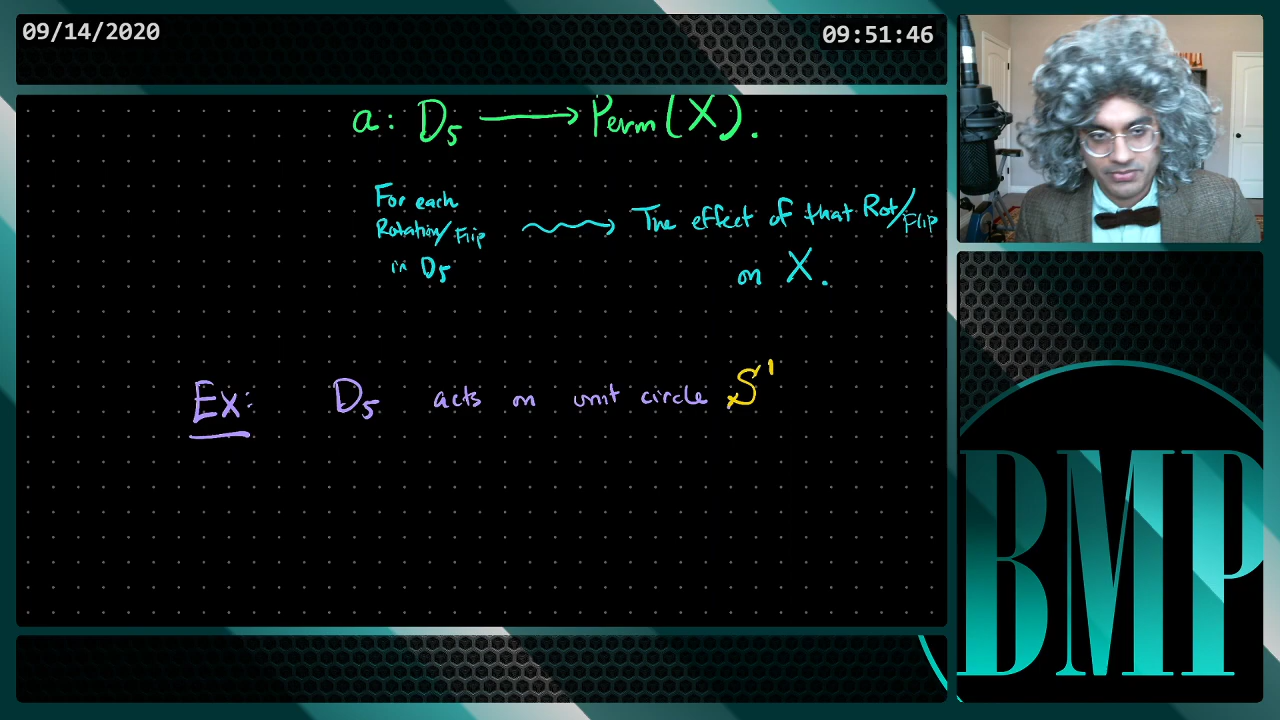 09/14/2020
09:51:46
a: D₅ ⟶ Perm(X).
For each
Rotation/Flip
in D₅
The effect of that Rot/Flip
on X.
Ex: D₅ acts on unit circle S¹
BMP